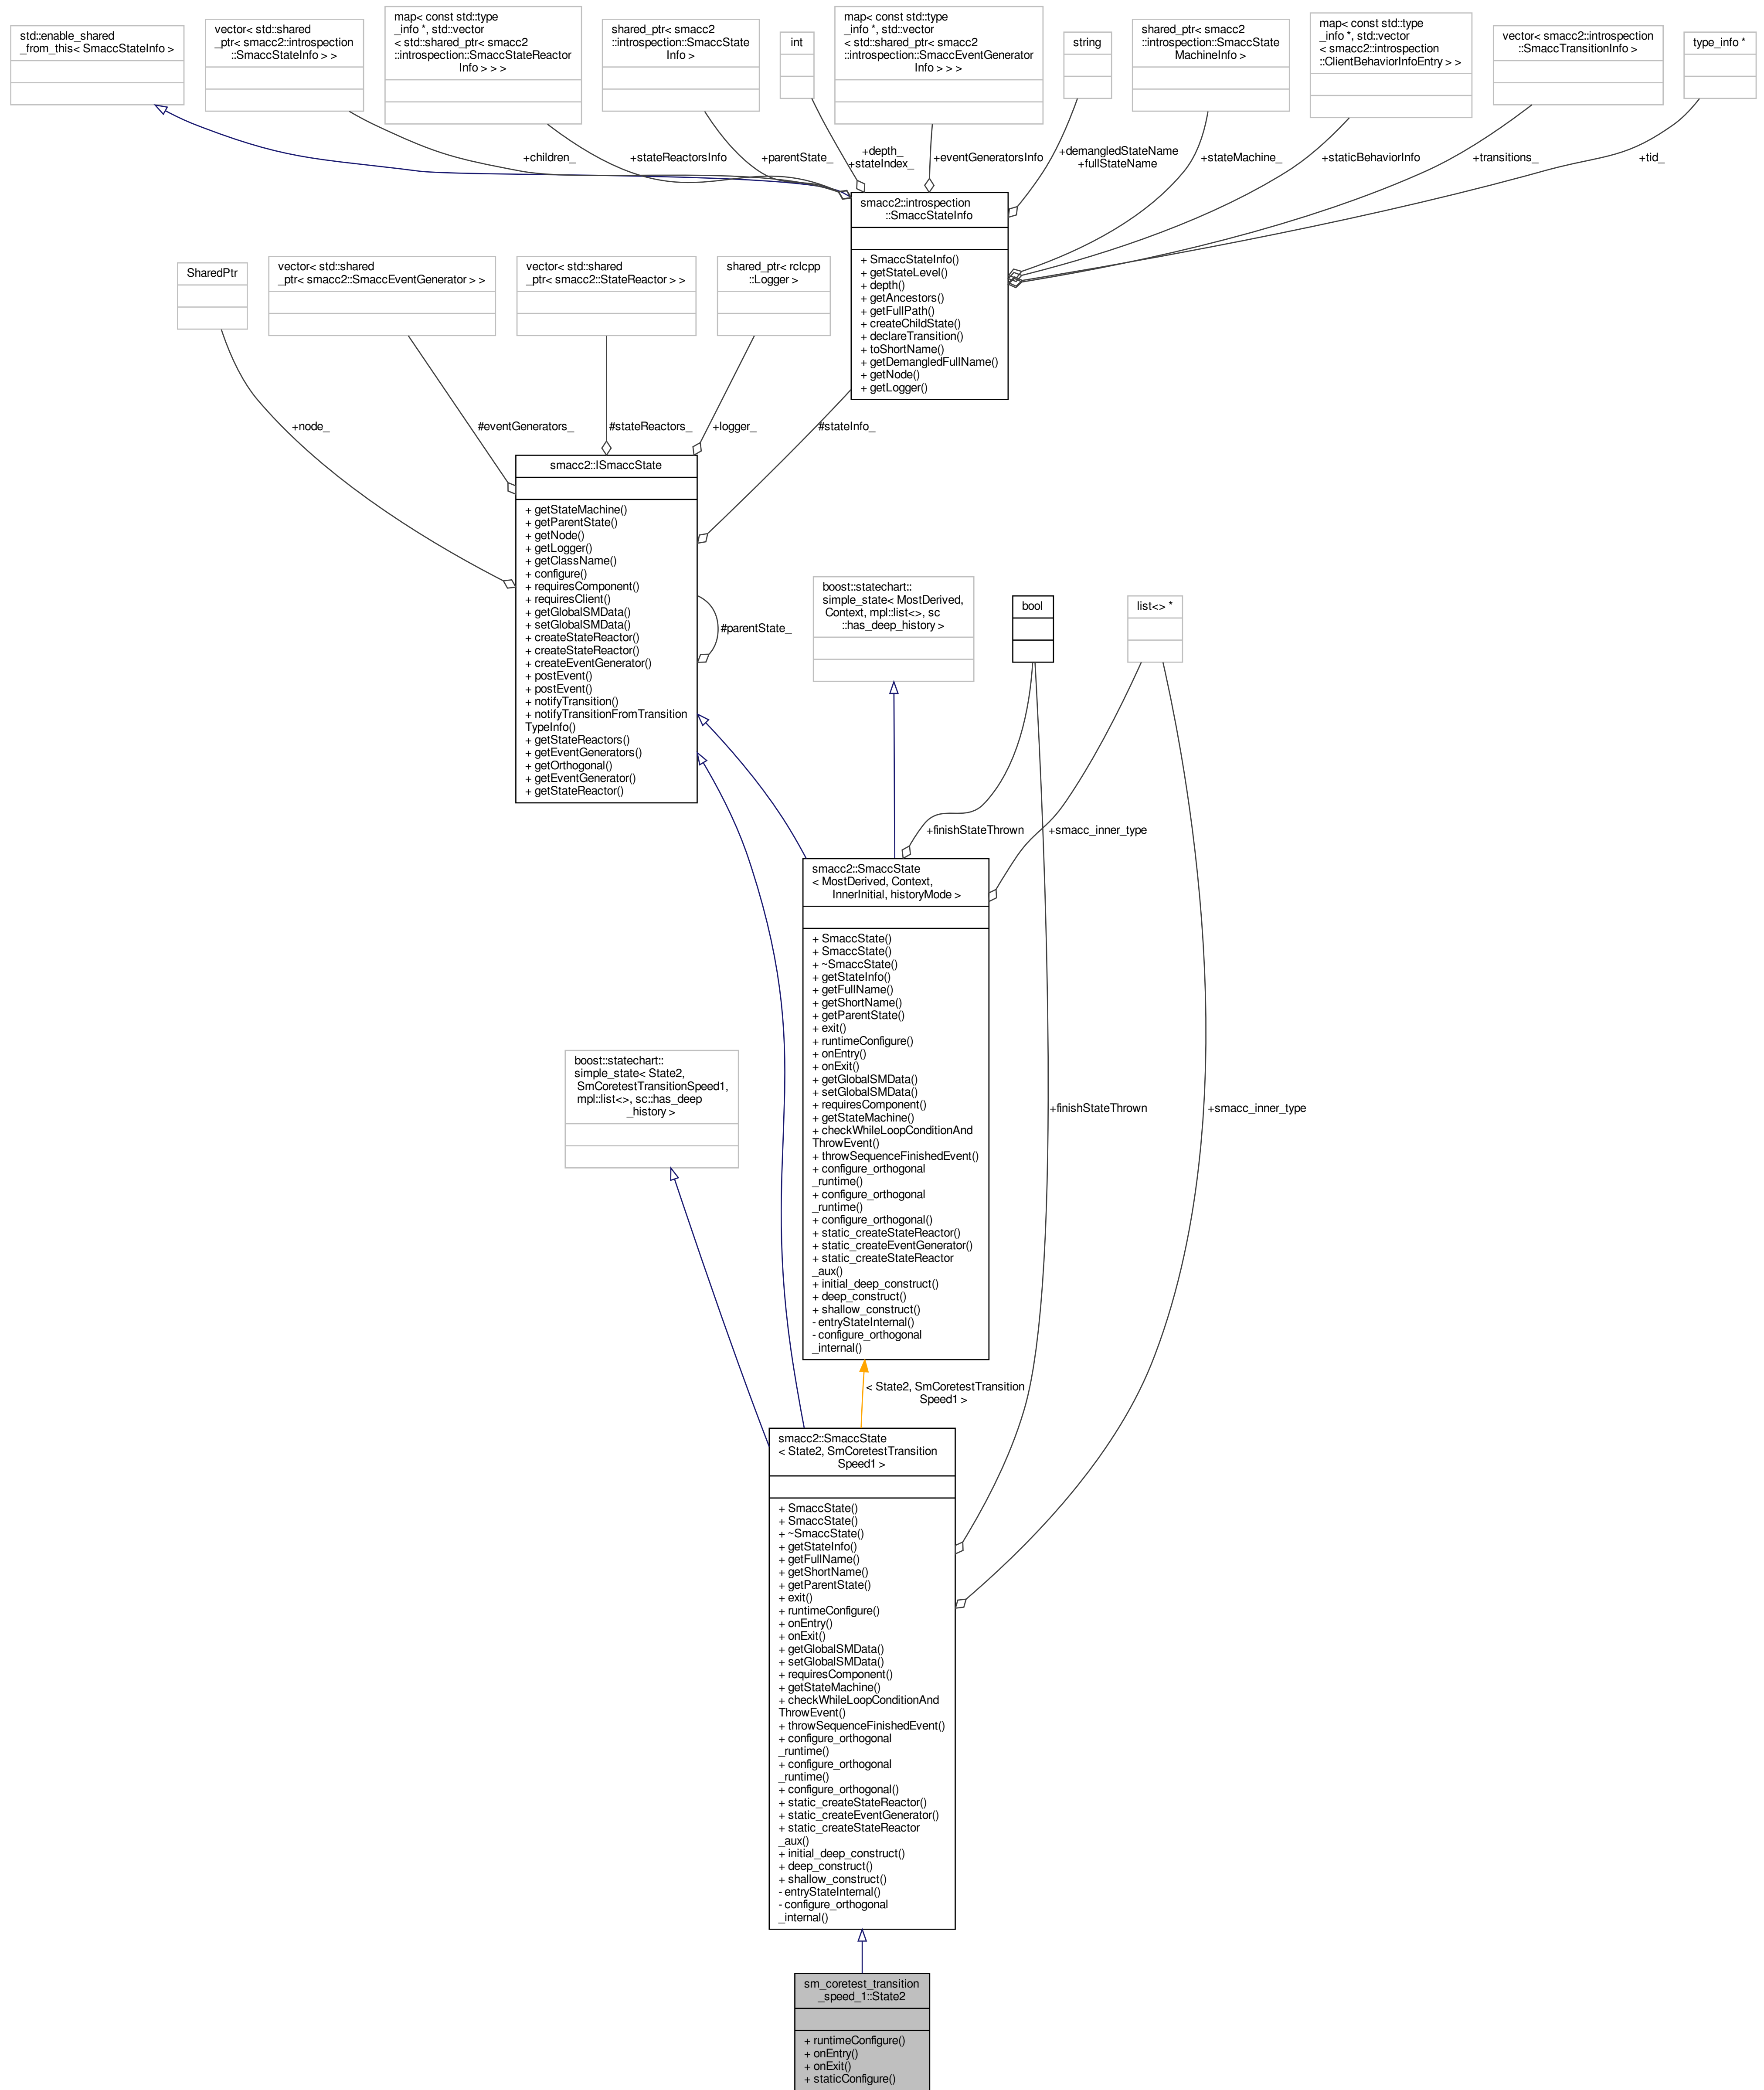 std::enable_shared
_from_this< SmaccStateInfo >
vector< std::shared
_ptr< smacc2::introspection
::SmaccStateInfo > >
map< const std::type
_info *, std::vector
< std::shared_ptr< smacc2
::introspection::SmaccStateReactor
Info > > >
shared_ptr< smacc2
::introspection::SmaccState
Info >
int
map< const std::type
_info *, std::vector
< std::shared_ptr< smacc2
::introspection::SmaccEventGenerator
Info > > >
string
shared_ptr< smacc2
::introspection::SmaccState
MachineInfo >
map< const std::type
_info *, std::vector
< smacc2::introspection
::ClientBehaviorInfoEntry > >
vector< smacc2::introspection
::SmaccTransitionInfo >
type_info *
+children_
+stateReactorsInfo
+parentState_
+depth_
+stateIndex_
+eventGeneratorsInfo
+demangledStateName
+fullStateName
+stateMachine_
+staticBehaviorInfo
+transitions_
+tid_
smacc2::introspection
::SmaccStateInfo
+ SmaccStateInfo()
+ getStateLevel()
+ depth()
+ getAncestors()
+ getFullPath()
+ createChildState()
+ declareTransition()
+ toShortName()
+ getDemangledFullName()
+ getNode()
+ getLogger()
SharedPtr
vector< std::shared
_ptr< smacc2::SmaccEventGenerator > >
vector< std::shared
_ptr< smacc2::StateReactor > >
shared_ptr< rclcpp
::Logger >
+node_
#eventGenerators_
#stateReactors_
+logger_
#stateInfo_
smacc2::ISmaccState
+ getStateMachine()
+ getParentState()
+ getNode()
+ getLogger()
+ getClassName()
+ configure()
+ requiresComponent()
+ requiresClient()
+ getGlobalSMData()
+ setGlobalSMData()
+ createStateReactor()
+ createStateReactor()
+ createEventGenerator()
+ postEvent()
+ postEvent()
+ notifyTransition()
+ notifyTransitionFromTransition
TypeInfo()
+ getStateReactors()
+ getEventGenerators()
+ getOrthogonal()
+ getEventGenerator()
+ getStateReactor()
#parentState_
boost::statechart::
simple_state< MostDerived,
Context, mpl::list<>, sc
::has_deep_history >
bool
list<> *
+finishStateThrown
+smacc_inner_type
smacc2::SmaccState
< MostDerived, Context,
InnerInitial, historyMode >
+ SmaccState()
+ SmaccState()
+ ~SmaccState()
+ getStateInfo()
+ getFullName()
+ getShortName()
+ getParentState()
+ exit()
+ runtimeConfigure()
+ onEntry()
+ onExit()
+ getGlobalSMData()
+ setGlobalSMData()
+ requiresComponent()
+ getStateMachine()
+ checkWhileLoopConditionAnd
ThrowEvent()
+ throwSequenceFinishedEvent()
+ configure_orthogonal
_runtime()
+ configure_orthogonal
_runtime()
+ configure_orthogonal()
+ static_createStateReactor()
+ static_createEventGenerator()
+ static_createStateReactor
_aux()
+ initial_deep_construct()
+ deep_construct()
+ shallow_construct()
- entryStateInternal()
- configure_orthogonal
_internal()
boost::statechart::
simple_state< State2,
SmCoretestTransitionSpeed1,
mpl::list<>, sc::has_deep
_history >
+finishStateThrown
+smacc_inner_type
< State2, SmCoretestTransition
Speed1 >
smacc2::SmaccState
< State2, SmCoretestTransition
Speed1 >
+ SmaccState()
+ SmaccState()
+ ~SmaccState()
+ getStateInfo()
+ getFullName()
+ getShortName()
+ getParentState()
+ exit()
+ runtimeConfigure()
+ onEntry()
+ onExit()
+ getGlobalSMData()
+ setGlobalSMData()
+ requiresComponent()
+ getStateMachine()
+ checkWhileLoopConditionAnd
ThrowEvent()
+ throwSequenceFinishedEvent()
+ configure_orthogonal
_runtime()
+ configure_orthogonal
_runtime()
+ configure_orthogonal()
+ static_createStateReactor()
+ static_createEventGenerator()
+ static_createStateReactor
_aux()
+ initial_deep_construct()
+ deep_construct()
+ shallow_construct()
- entryStateInternal()
- configure_orthogonal
_internal()
sm_coretest_transition
_speed_1::State2
+ runtimeConfigure()
+ onEntry()
+ onExit()
+ staticConfigure()